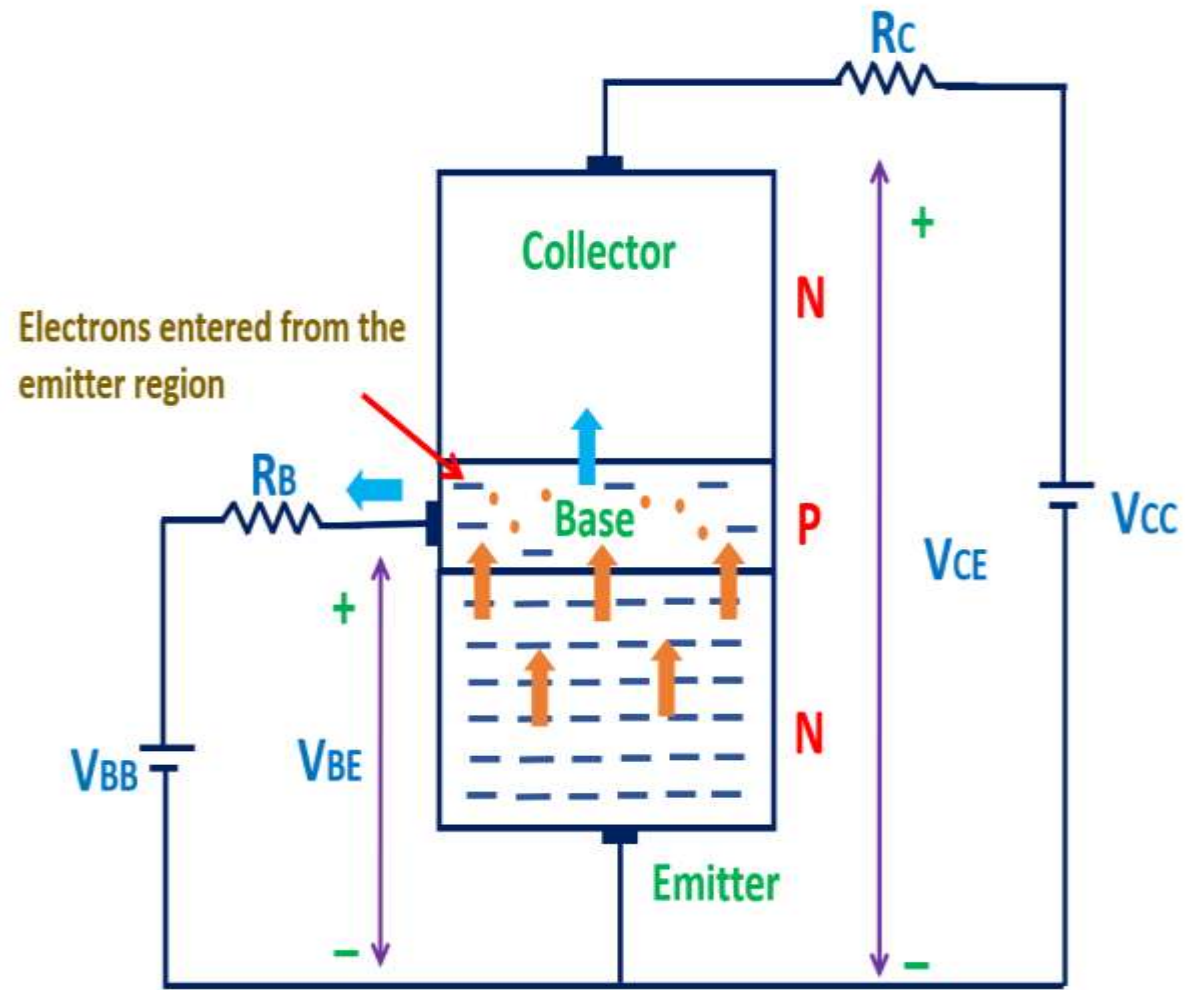 RC
+
Collector
N
Electrons entered from the
emitter region
RB
Base
P
VCC
VCE
+
N
VBE
VBB
Emitter
−
−